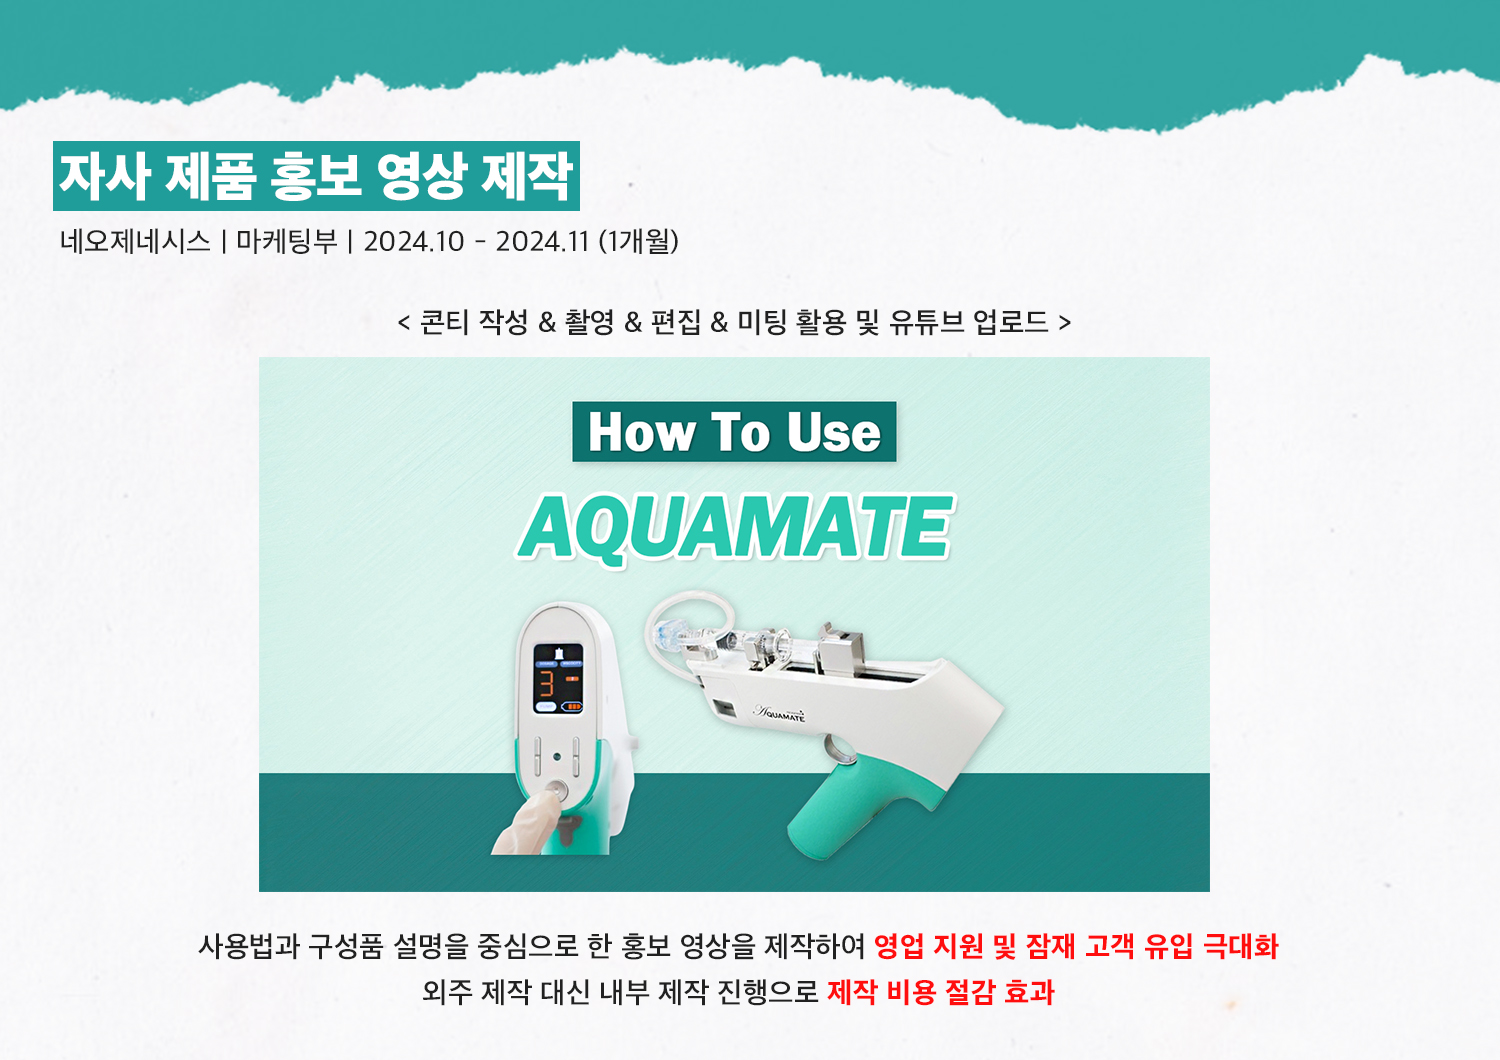 자사 제품 홍보 영상 제작
네오제네시스 | 마케팅부 | 2024.10 - 2024.11 (1개월)
< 콘티 작성 & 촬영 & 편집 & 미팅 활용 및 유튜브 업로드 >
How To Use
AQUAMATE
3
AQUAMATE
사용법과 구성품 설명을 중심으로 한 홍보 영상을 제작하여 영업 지원 및 잠재 고객 유입 극대화
외주 제작 대신 내부 제작 진행으로 제작 비용 절감 효과